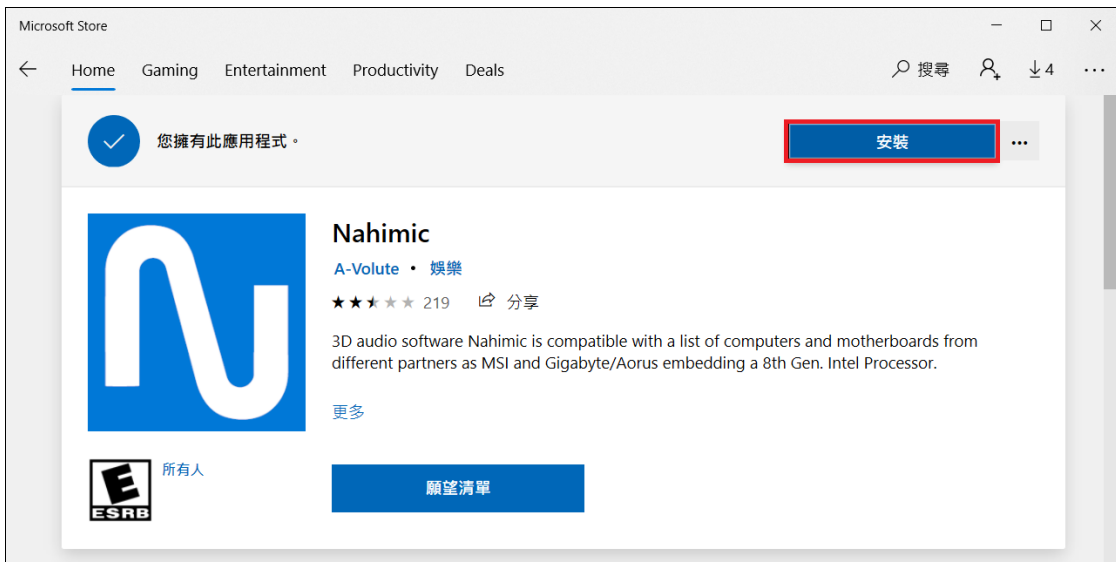 Microsoft Store
Home Gaming Entertainment Productivity Deals 搜尋 4
您擁有此應用程式。 安裝
Nahimic
A-Volute • 娛樂
219 分享
3D audio software Nahimic is compatible with a list of computers and motherboards from
different partners as MSI and Gigabyte/Aorus embedding a 8th Gen. Intel Processor.
更多
所有人
E
ESRB
願望清單